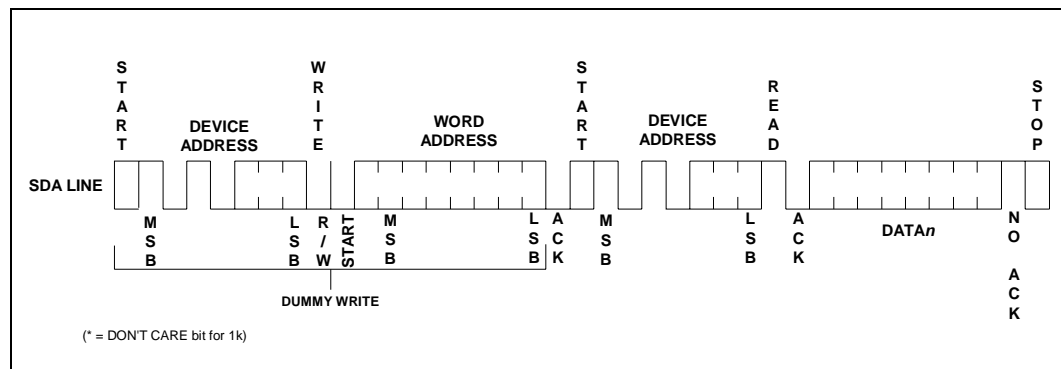 START
WRITE
START
READ
STOP
DEVICE ADDRESS
WORD ADDRESS
DEVICE ADDRESS
SDA LINE
MSB
LSB
R/W
START
MSB
LSB
ACK
MSB
LSB
ACK
DATAn
NO ACK
DUMMY WRITE
(* = DON'T CARE bit for 1k)